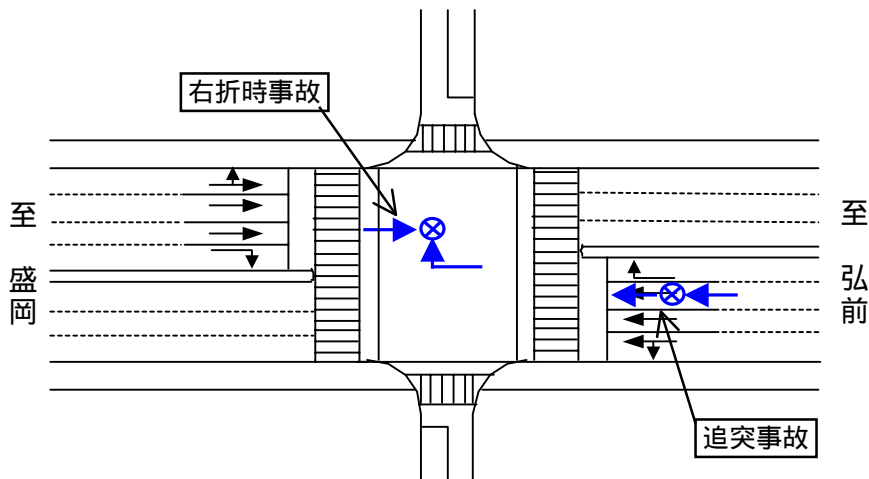 右折時事故
至 盛岡
至 弘前
追突事故